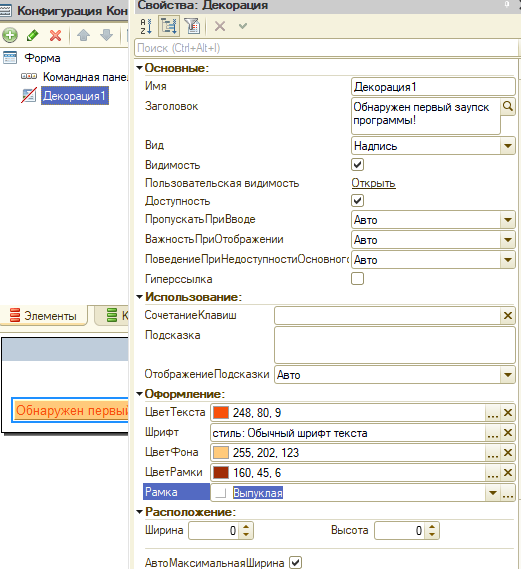 Конфигурация Кон
Форма
Командная пане
Декорация1
Элементы
К
Обнаружен первый
Свойства: Декорация
Поиск (Ctrl+Alt+I)
Основные:
Имя Декорация1
Заголовок Обнаружен первый заупск
программы!
Вид Надпись
Видимость
Пользовательская видимость Открыть
Доступность
ПропускатьПриВводе Авто
ВажностьПриОтображении Авто
ПоведениеПриНедоступностиОсновного Авто
Гиперссылка
Использование:
СочетаниеКлавиш
Подсказка
ОтображениеПодсказки Авто
Оформление:
ЦветТекста 248, 80, 9
Шрифт стиль: Обычный шрифт текста
ЦветФона 255, 202, 123
ЦветРамки 160, 45, 6
Рамка Выпуклая
Расположение:
Ширина 0 Высота 0
АвтоМаксимальнаяШирина